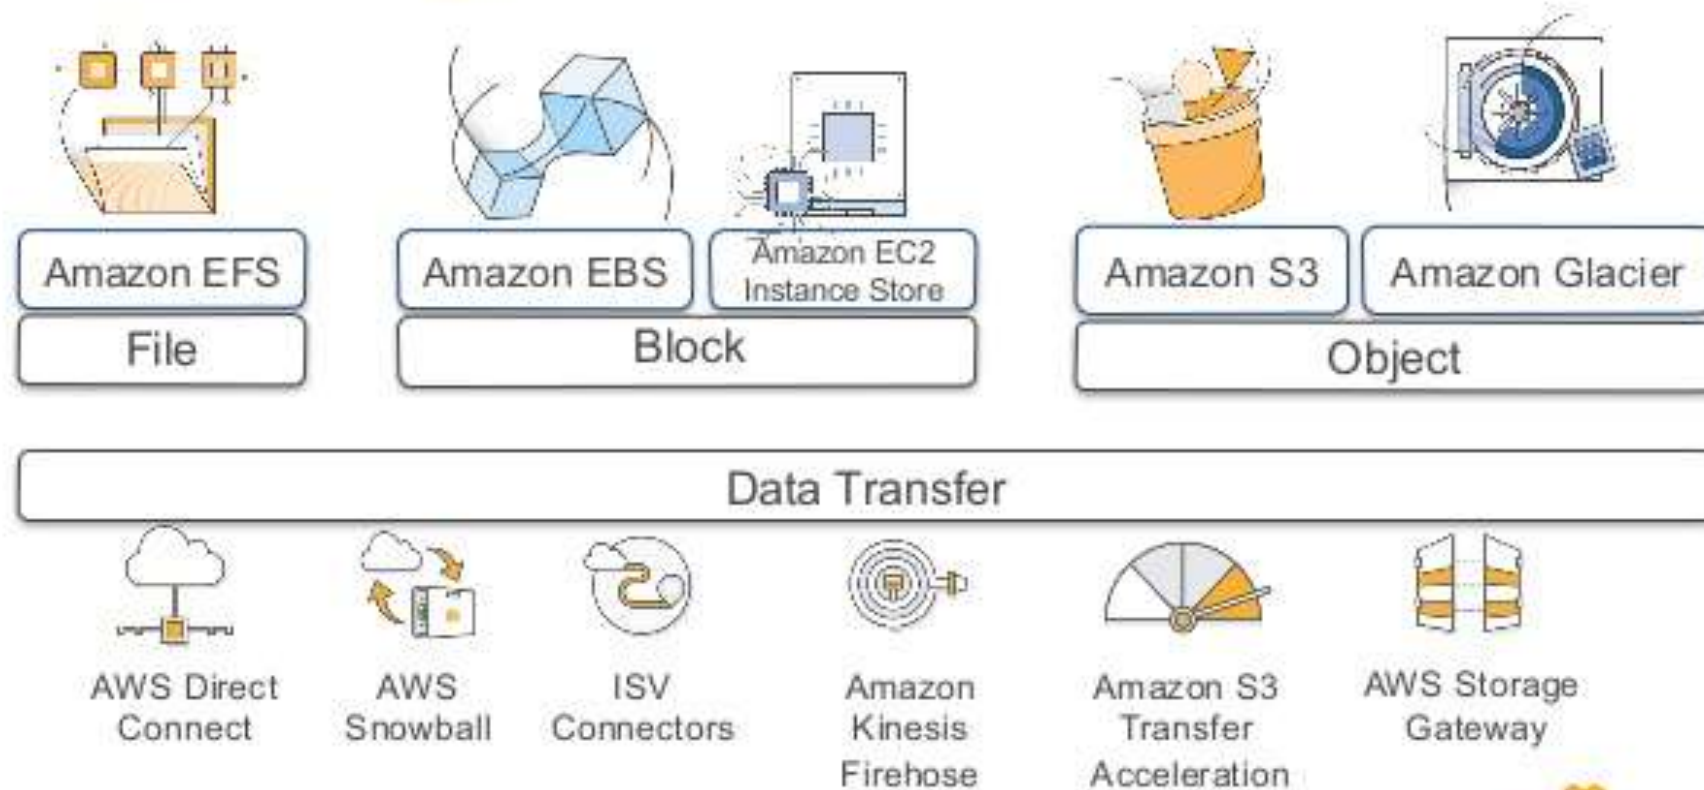 Amazon EFS
Amazon EBS
Amazon EC2
Instance Store
Amazon S3
Amazon Glacier
File
Block
Object
Data Transfer
AWS Direct
Connect
AWS
Snowball
ISV
Connectors
Amazon
Kinesis
Firehose
Amazon S3
Transfer
Acceleration
AWS Storage
Gateway